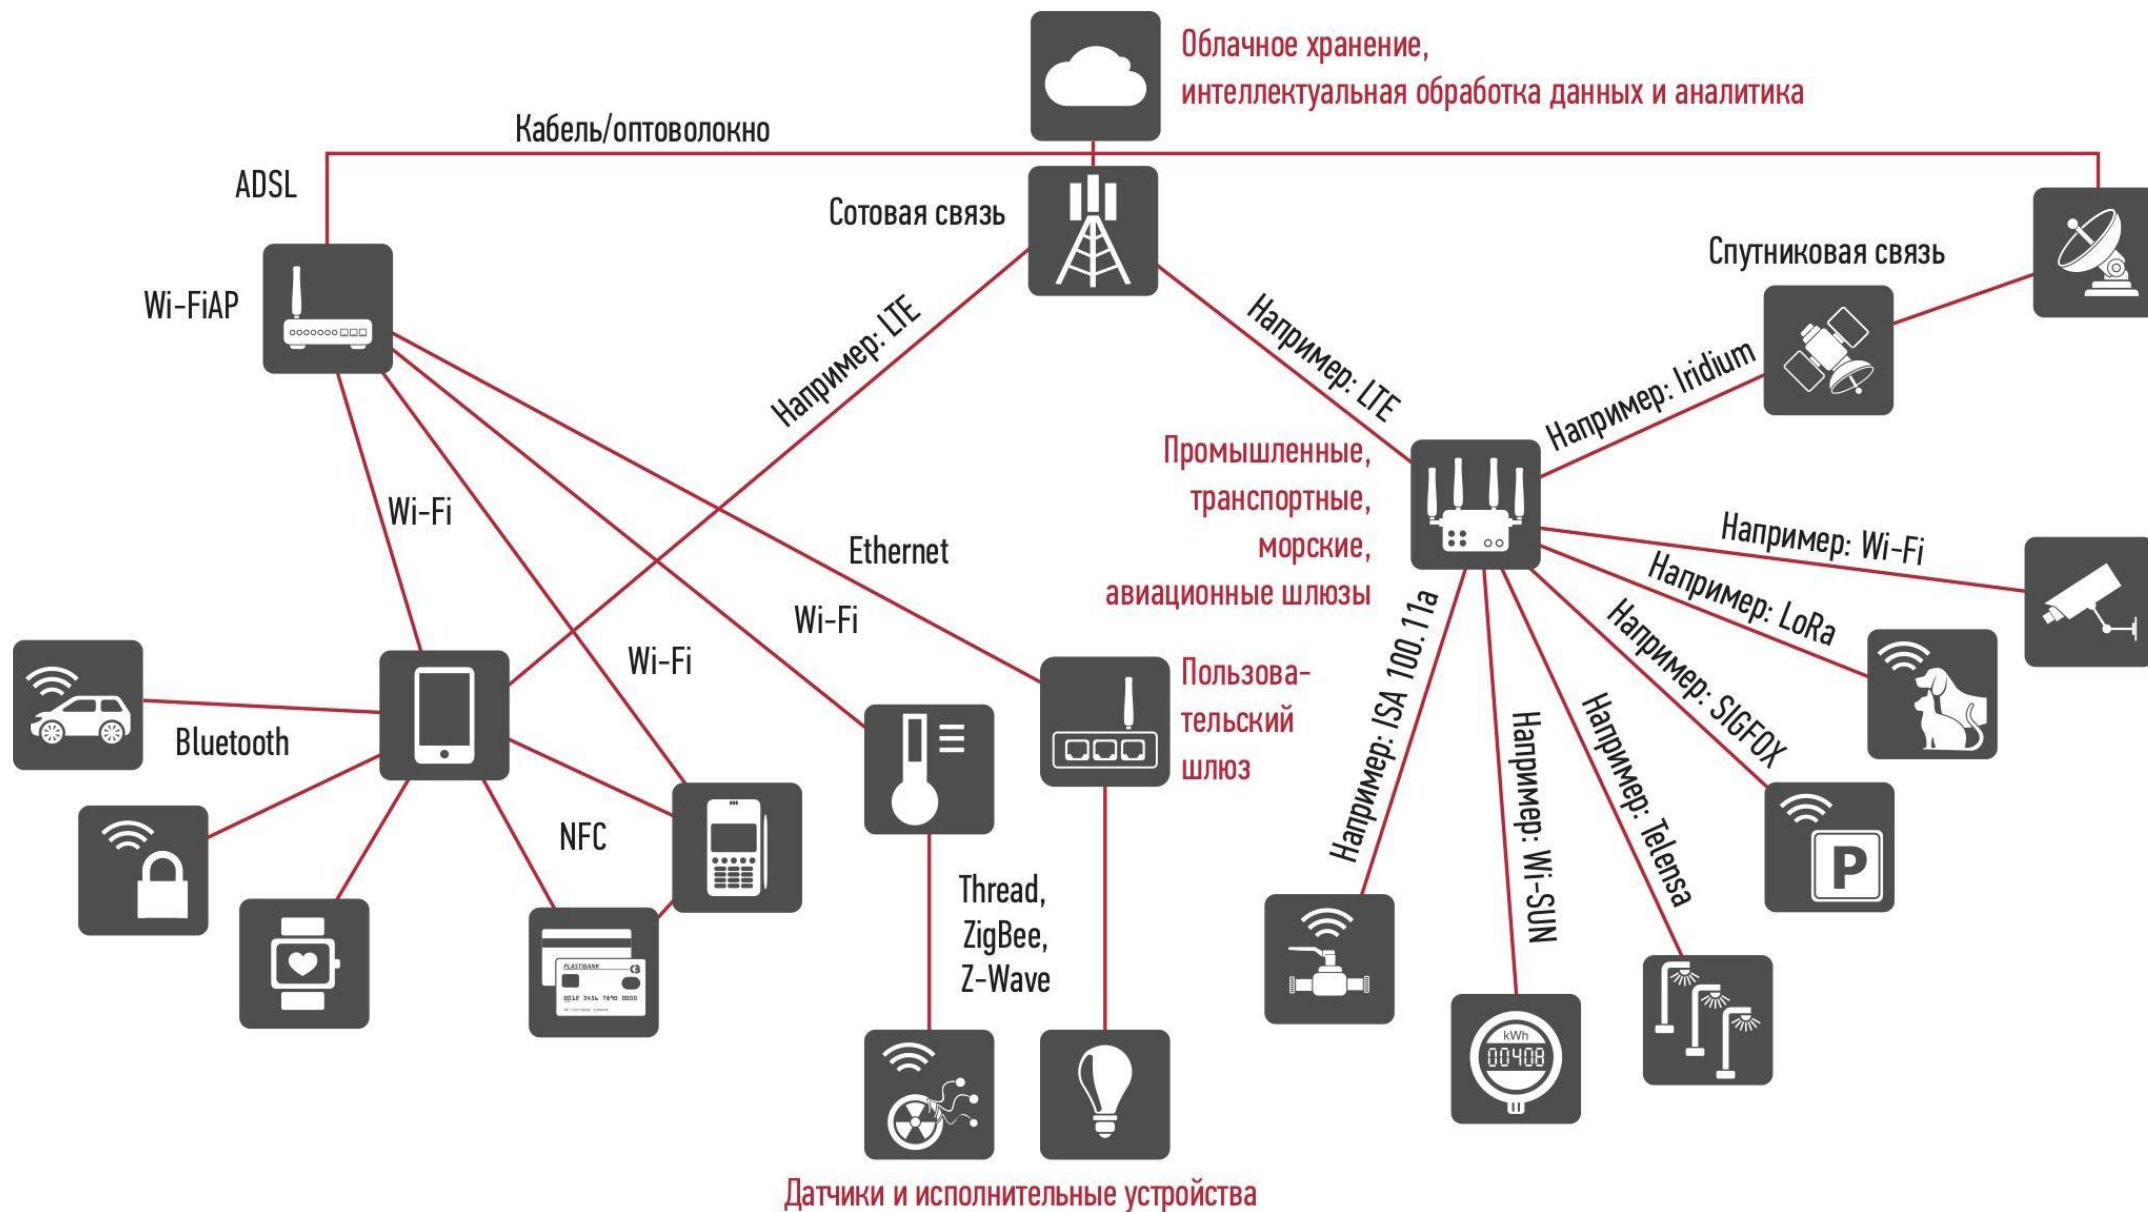 Облачное хранение,
интеллектуальная обработка данных и аналитика
Кабель/оптоволокно
ADSL
Сотовая связь
Wi-FiAP
Спутниковая связь
Например: LTE
Например: LTE
Например: Iridium
Промышленные,
транспортные,
морские,
авиационные шлюзы
Wi-Fi
Ethernet
Wi-Fi
Wi-Fi
Например: Wi-Fi
Например: LoRa
Например: SIGFOX
Например: Telensa
Например: Wi-SUN
Например: ISA 100.11a
Пользова-
тельский
шлюз
Bluetooth
NFC
Thread,
ZigBee,
Z-Wave
P
PLASTIBANK
0012 3456 7890 0000
kWh
00408
Датчики и исполнительные устройства